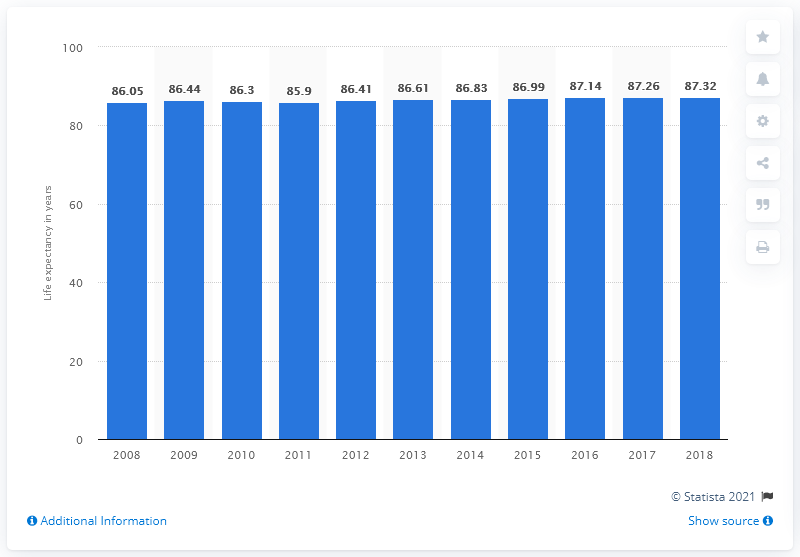 100
80
60
40
20
0
Life expectancy in years
86.05 86.44 86.3 85.9 86.41 86.61 86.83 86.99 87.14 87.26 87.32
2008 2009 2010 2011 2012 2013 2014 2015 2016 2017 2018
© Statista 2021
Additional Information
Show source